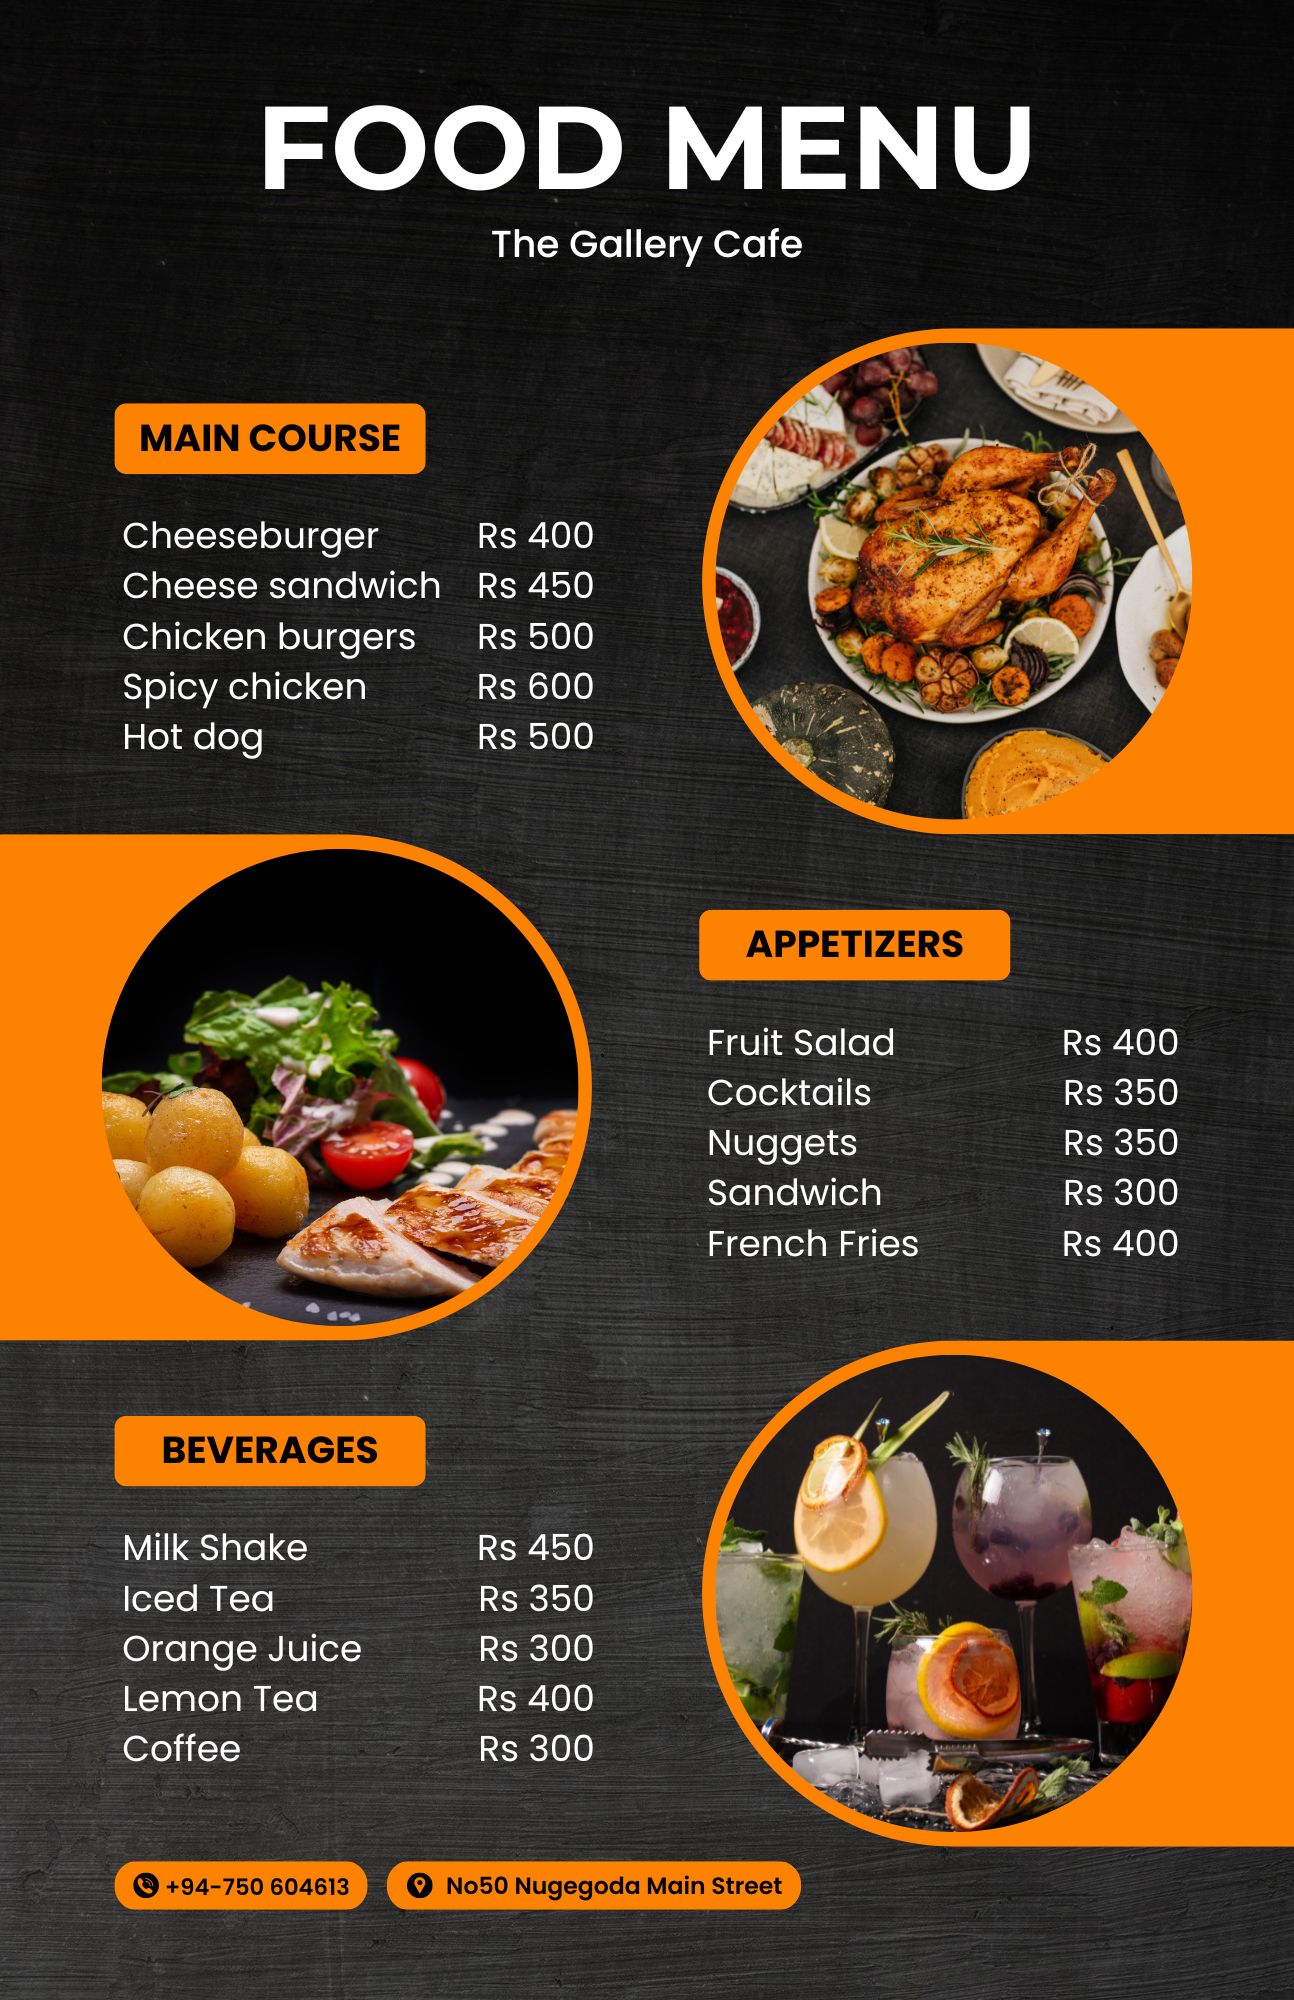 FOOD MENU
The Gallery Cafe
MAIN COURSE
Cheeseburger Rs 400
Cheese sandwich Rs 450
Chicken burgers Rs 500
Spicy chicken Rs 600
Hot dog Rs 500
APPETIZERS
Fruit Salad Rs 400
Cocktails Rs 350
Nuggets Rs 350
Sandwich Rs 300
French Fries Rs 400
BEVERAGES
Milk Shake Rs 450
Iced Tea Rs 350
Orange Juice Rs 300
Lemon Tea Rs 400
Coffee Rs 300
+94-750 604613
No50 Nugegoda Main Street